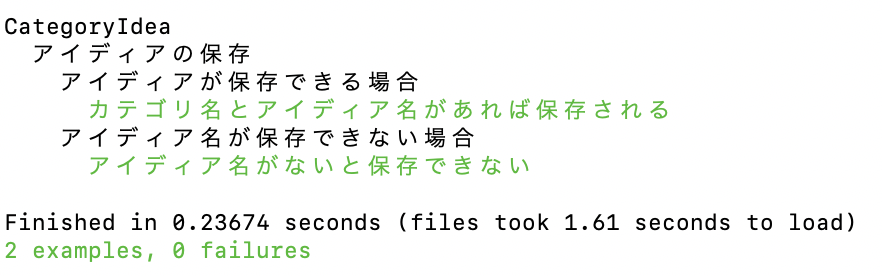 CategoryIdea
アイディアの保存
アイディアが保存できる場合
カテゴリ名とアイディア名があれば保存される
アイディア名が保存できない場合
アイディア名がないと保存できない
Finished in 0.23674 seconds (files took 1.61 seconds to load)
2 examples, 0 failures